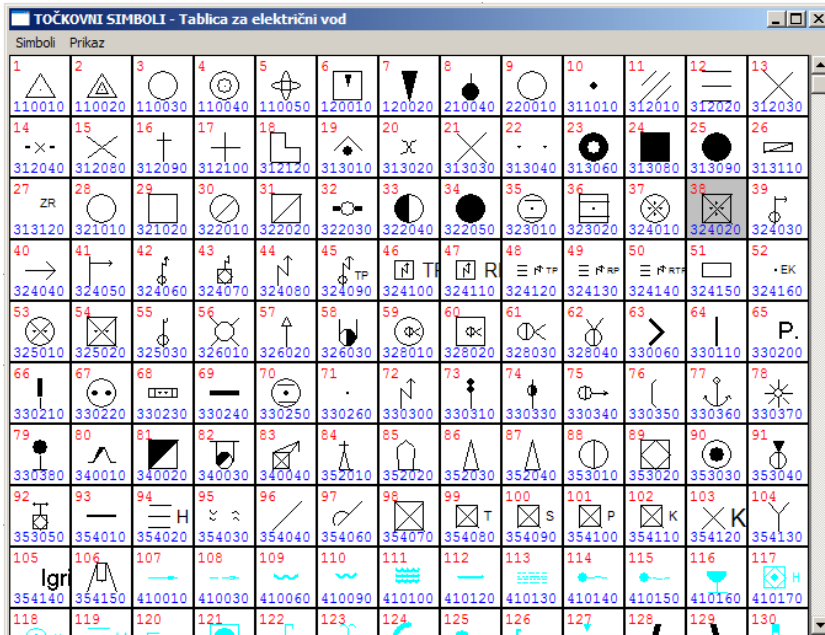 TOČKOVNI SIMBOLI - Tablica za električni vod
Simboli Prikaz
1 2 3 4 5 6 7 8 9 10 11 12 13
110010 110020 110030 110040 110050 120010 120020 210040 220010 311010 312010 312020 312030
14 15 16 17 18 19 20 21 22 23 24 25 26
312040 312080 312090 312100 312120 313010 313020 313030 313040 313060 313080 313090 313110
27 28 29 30 31 32 33 34 35 36 37 38 39
ZR
313120 321010 321020 322010 322020 322030 322040 322050 323010 323020 324010 324020 324030
40 41 42 43 44 45 46 47 48 49 50 51 52
TP TF RI TP RP RTF EK
324040 324050 324060 324070 324080 324090 324100 324110 324120 324130 324140 324150 324160
53 54 55 56 57 58 59 60 61 62 63 64 65
P.
325010 325020 325030 326010 326020 326030 328010 328020 328030 328040 330060 330110 330200
66 67 68 69 70 71 72 73 74 75 76 77 78
330210 330220 330230 330240 330250 330260 330300 330310 330330 330340 330350 330360 330370
79 80 81 82 83 84 85 86 87 88 89 90 91
330380 340010 340020 340030 340040 352010 352020 352030 352040 353010 353020 353030 353040
92 93 94 95 96 97 98 99 100 101 102 103 104
H T S P K K
353050 354010 354020 354030 354040 354060 354070 354080 354090 354100 354110 354120 354130
105 106 107 108 109 110 111 112 113 114 115 116 117
Igri H
354140 354150 410010 410030 410060 410090 410100 410120 410130 410140 410150 410160 410170
118 119 120 121 122 123 124 125 126 127 128 129 130